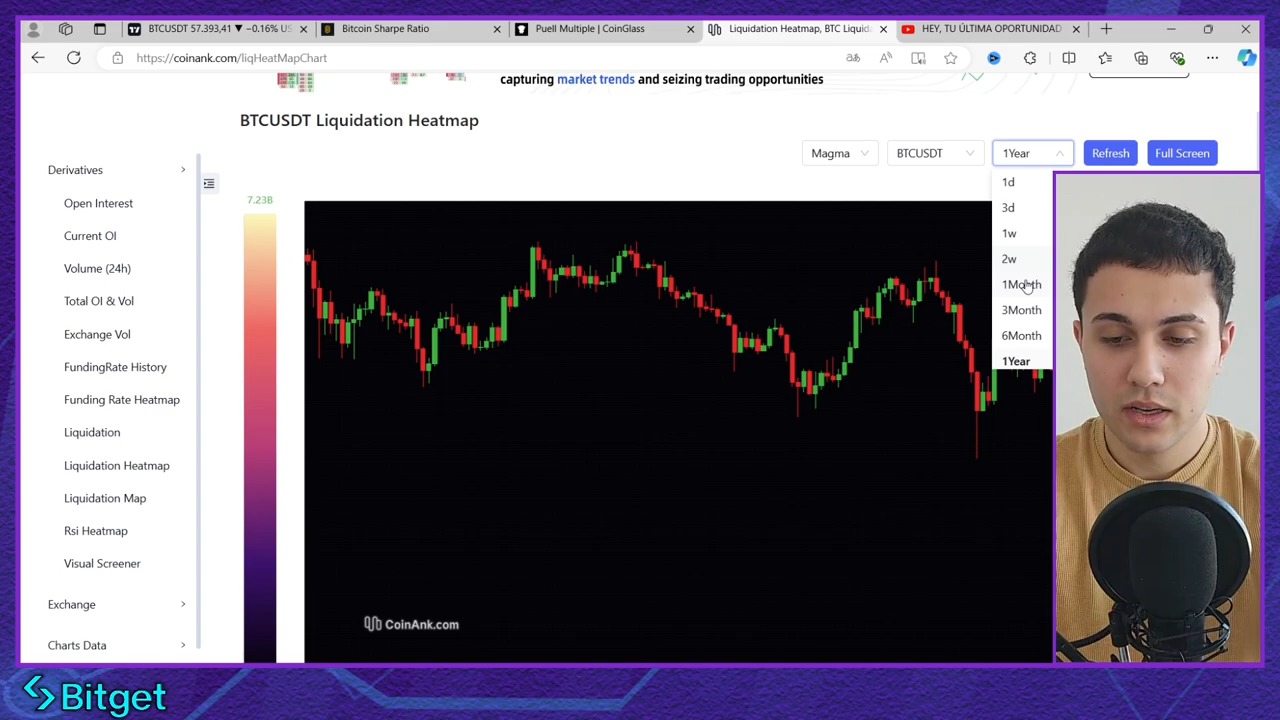 BTCUSDT 57.393,41 ▼ −0.16% US
Bitcoin Sharpe Ratio
Puell Multiple | CoinGlass
Liquidation Heatmap, BTC Liquid
HEY, TU ÚLTIMA OPORTUNIDAD
https://coinank.com/liqHeatMapChart
capturing market trends and seizing trading opportunities
BTCUSDT Liquidation Heatmap
Magma
BTCUSDT
1Year
Refresh
Full Screen
Derivatives
Open Interest
Current OI
Volume (24h)
Total OI & Vol
Exchange Vol
FundingRate History
Funding Rate Heatmap
Liquidation
Liquidation Heatmap
Liquidation Map
Rsi Heatmap
Visual Screener
Exchange
Charts Data
7.23B
1d
3d
1w
2w
1Month
3Month
6Month
1Year
CoinAnk.com
Bitget